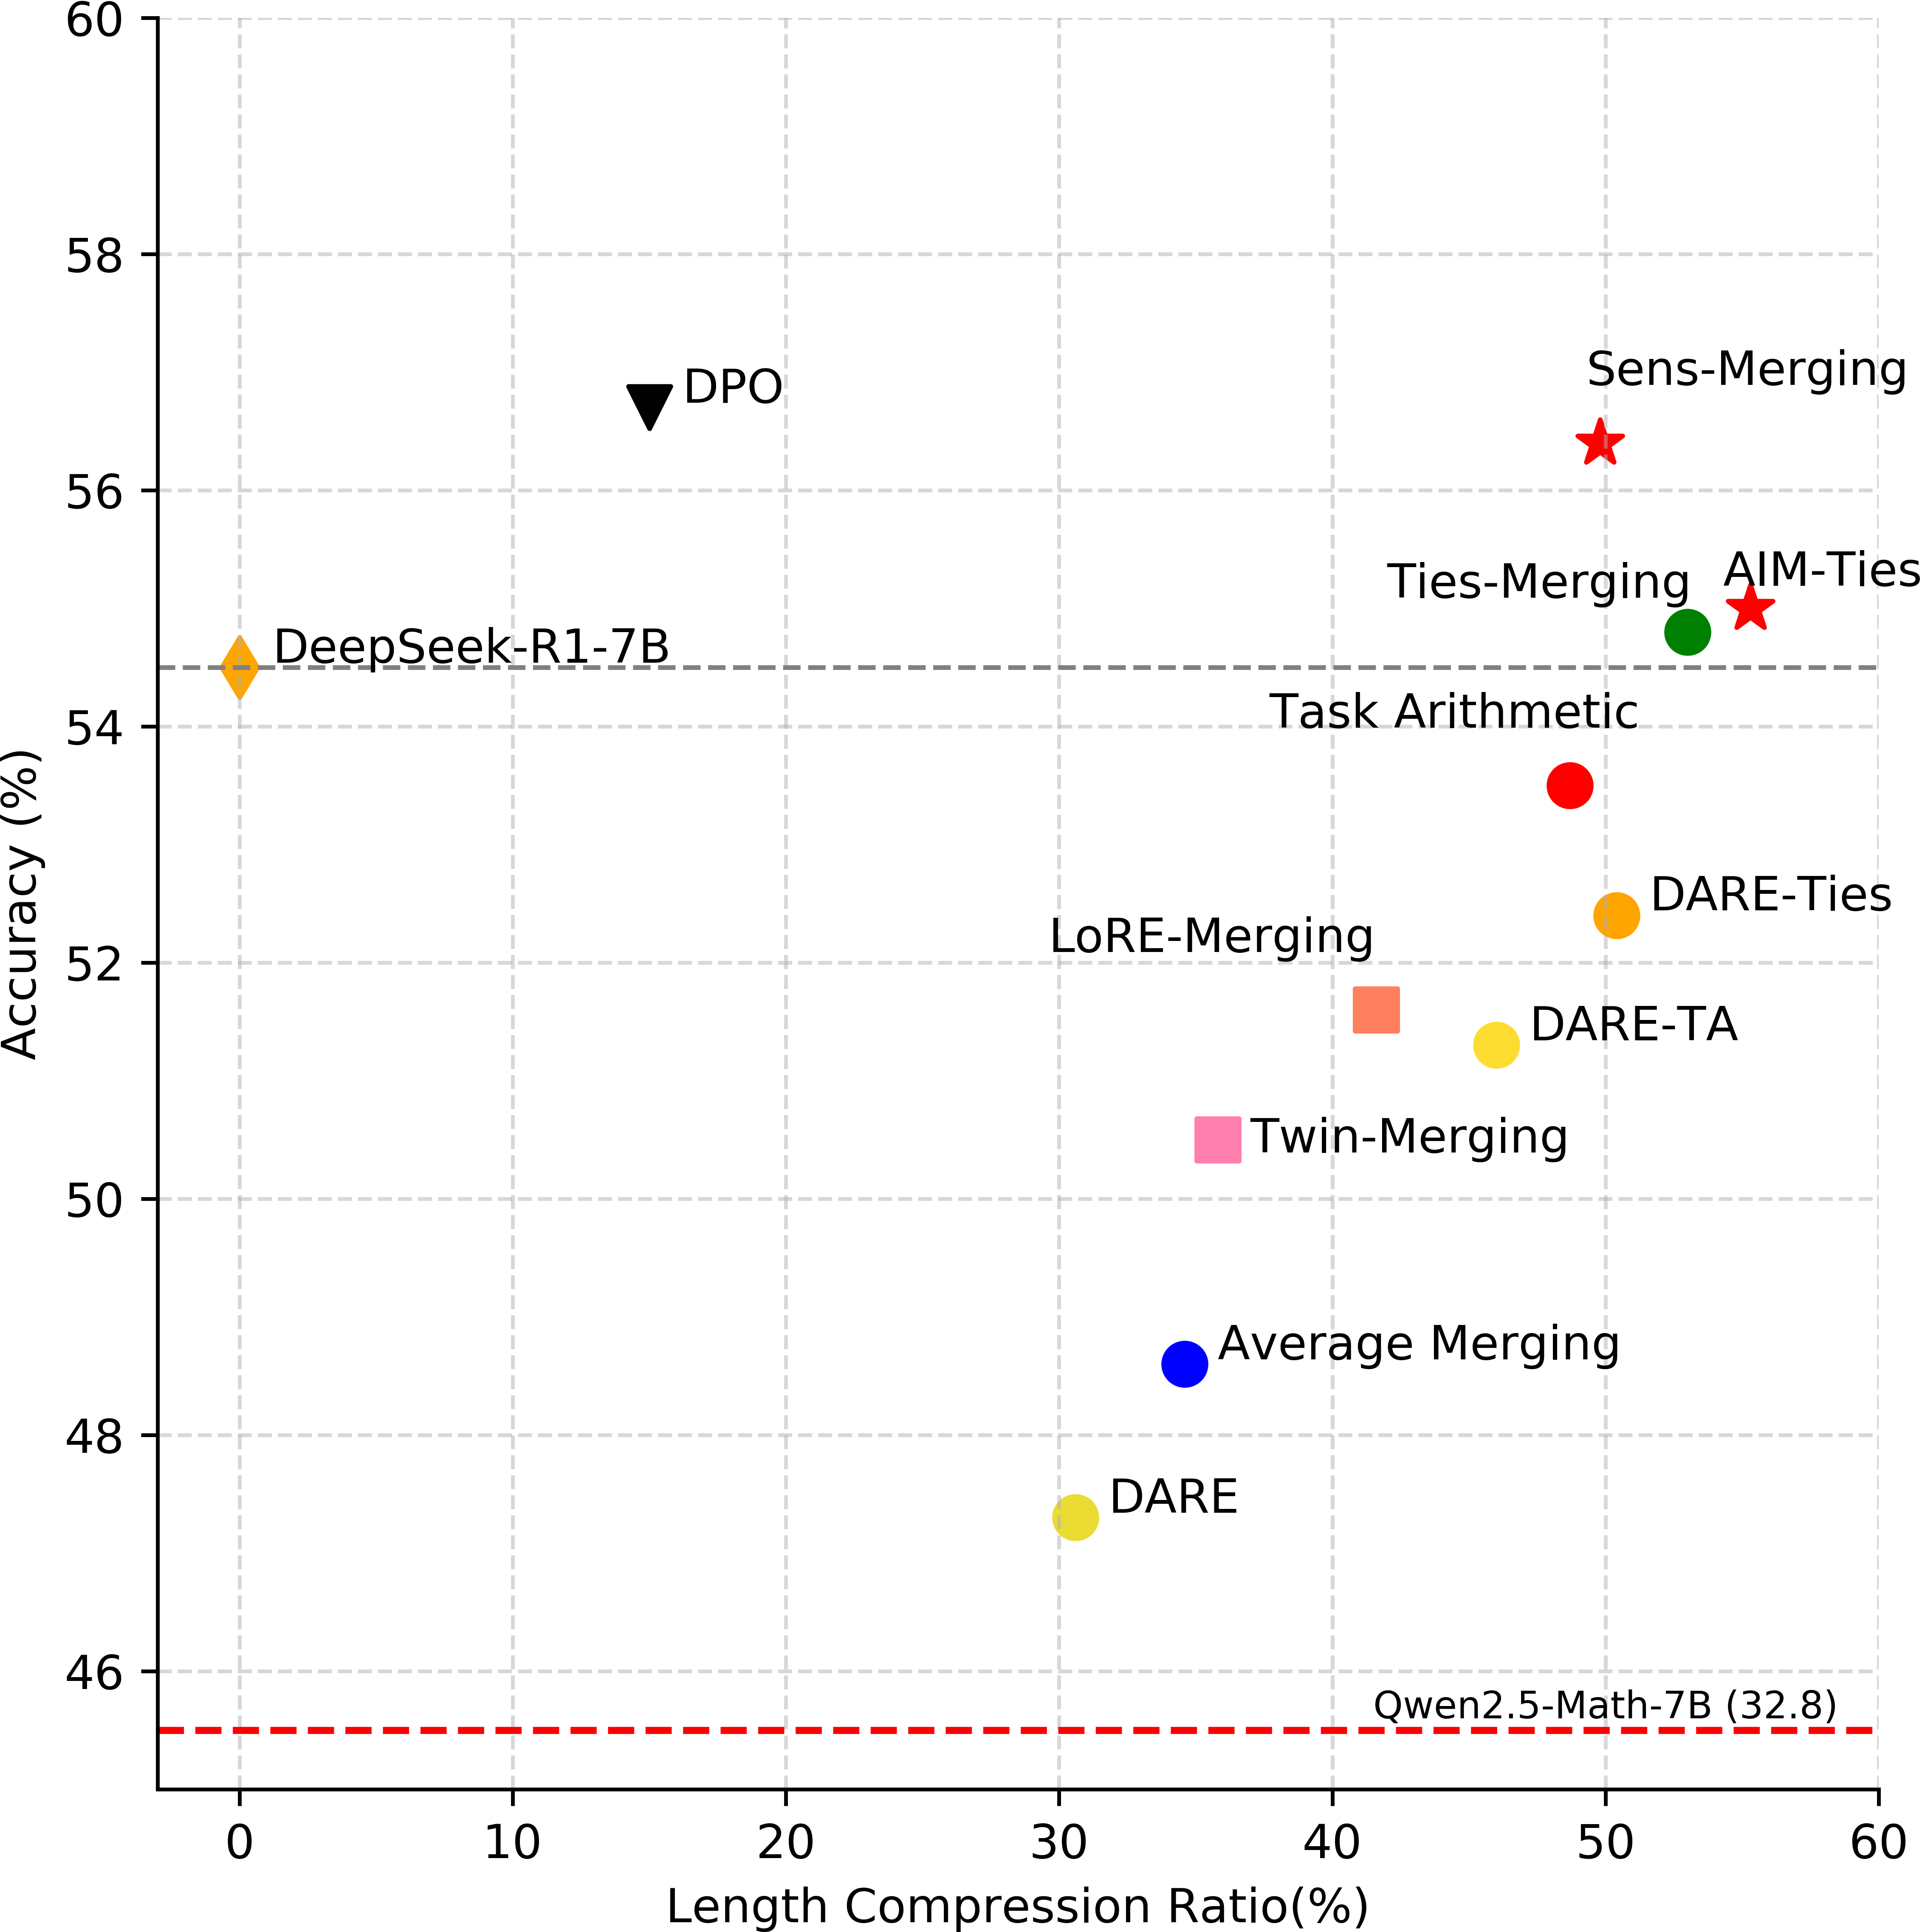 60
58
56
54
52
50
48
46
Accuracy (%)
Sens-Merging
DPO
AIM-Ties
Ties-Merging
DeepSeek-R1-7B
Task Arithmetic
DARE-Ties
LoRE-Merging
DARE-TA
Twin-Merging
Average Merging
DARE
Qwen2.5-Math-7B (32.8)
0 10 20 30 40 50 60
Length Compression Ratio(%)